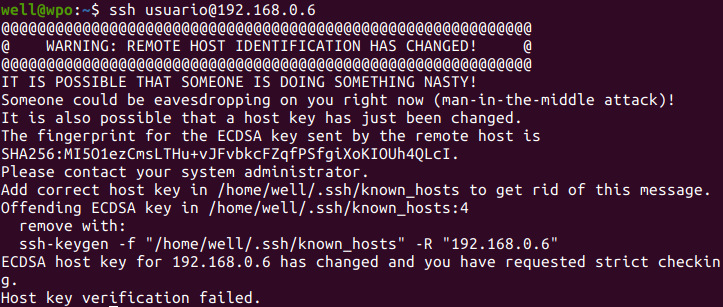 well@wpo:~$ ssh usuario@192.168.0.6
@@@@@@@@@@@@@@@@@@@@@@@@@@@@@@@@@@@@@@@@@@@@@@@@@@@@@@@@@@@
@    WARNING: REMOTE HOST IDENTIFICATION HAS CHANGED!     @
@@@@@@@@@@@@@@@@@@@@@@@@@@@@@@@@@@@@@@@@@@@@@@@@@@@@@@@@@@@
IT IS POSSIBLE THAT SOMEONE IS DOING SOMETHING NASTY!
Someone could be eavesdropping on you right now (man-in-the-middle attack)!
It is also possible that a host key has just been changed.
The fingerprint for the ECDSA key sent by the remote host is
SHA256:MI5O1ezCmsLTHu+vJFvbkcFZqfPSfgiXoKIOUh4QLcI.
Please contact your system administrator.
Add correct host key in /home/well/.ssh/known_hosts to get rid of this message.
Offending ECDSA key in /home/well/.ssh/known_hosts:4
  remove with:
  ssh-keygen -f "/home/well/.ssh/known_hosts" -R "192.168.0.6"
ECDSA host key for 192.168.0.6 has changed and you have requested strict checkin
g.
Host key verification failed.